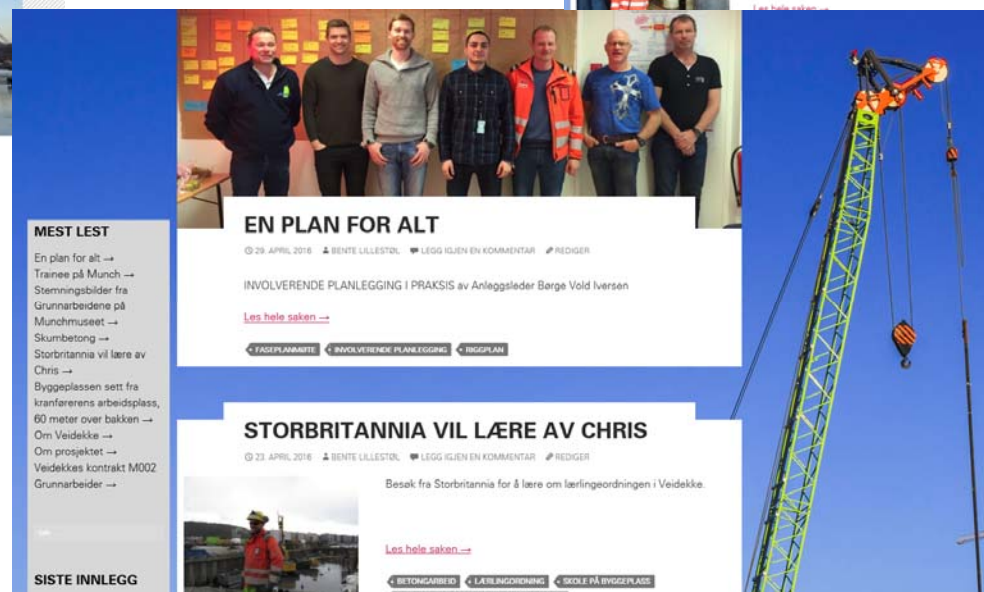 Les hele saken →
EN PLAN FOR ALT
29. APRIL 2016 BENTE LILLESTØL LEGG IGJEN EN KOMMENTAR REDIGER
INVOLVERENDE PLANLEGGING I PRAKSIS av Anleggsleder Børge Vold Iversen
Les hele saken →
FASEPLANMØTE INVOLVERENDE PLANLEGGING RIGGPLAN
MEST LEST
En plan for alt →
Trainee på Munch →
Stemningsbilder fra
Grunnarbeidene på
Munchmuseet →
Skumbetong →
Storbritannia vil lære av
Chris →
Byggeplassen sett fra
kranførerens arbeidsplass,
60 meter over bakken →
Om Veidekke →
Om prosjektet →
Veidekkes kontrakt M002
Grunnarbeider →
SISTE INNLEGG
STORBRITANNIA VIL LÆRE AV CHRIS
23. APRIL 2016 BENTE LILLESTØL LEGG IGJEN EN KOMMENTAR REDIGER
Besøk fra Storbritannia for å lære om lærlingeordningen i Veidekke.
Les hele saken →
BETONGARBEID LÆRLINGORDNING SKOLE PÅ BYGGEPLASS